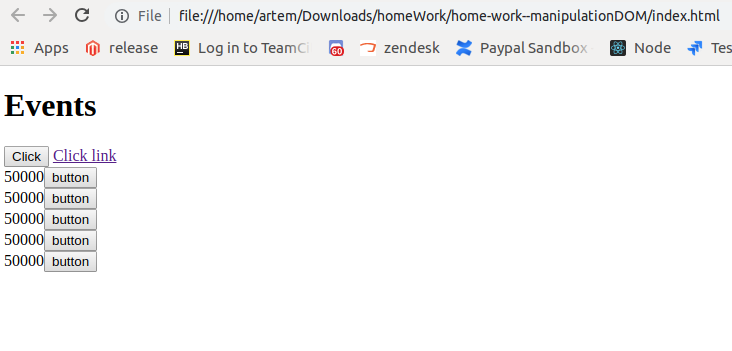 File file:///home/artem/Downloads/homeWork/home-work--manipulationDOM/index.html
Apps release HB Log in to TeamCi 60 zendesk Paypal Sandbox Node Tes
Events
Click Click link
50000 button
50000 button
50000 button
50000 button
50000 button